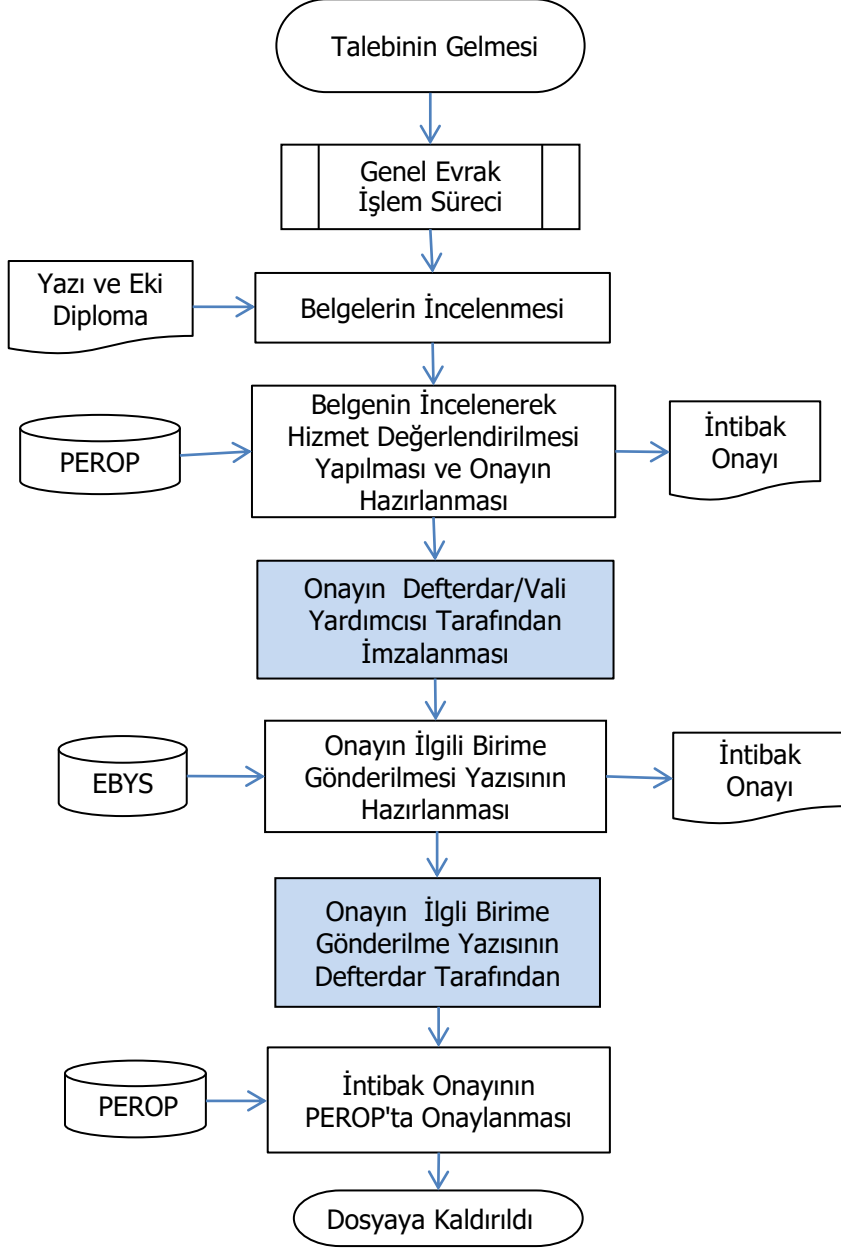 Talebinin Gelmesi
Genel Evrak
İşlem Süreci
Yazı ve Eki
Diploma
Belgelerin İncelenmesi
PEROP
Belgenin İncelenerek
Hizmet Değerlendirilmesi
Yapılması ve Onayın
Hazırlanması
İntibak
Onayı
Onayın Defterdar/Vali
Yardımcısı Tarafından
İmzalanması
EBYS
Onayın İlgili Birime
Gönderilmesi Yazısının
Hazırlanması
İntibak
Onayı
Onayın İlgli Birime
Gönderilme Yazısının
Defterdar Tarafından
PEROP
İntibak Onayının
PEROP'ta Onaylanması
Dosyaya Kaldırıldı